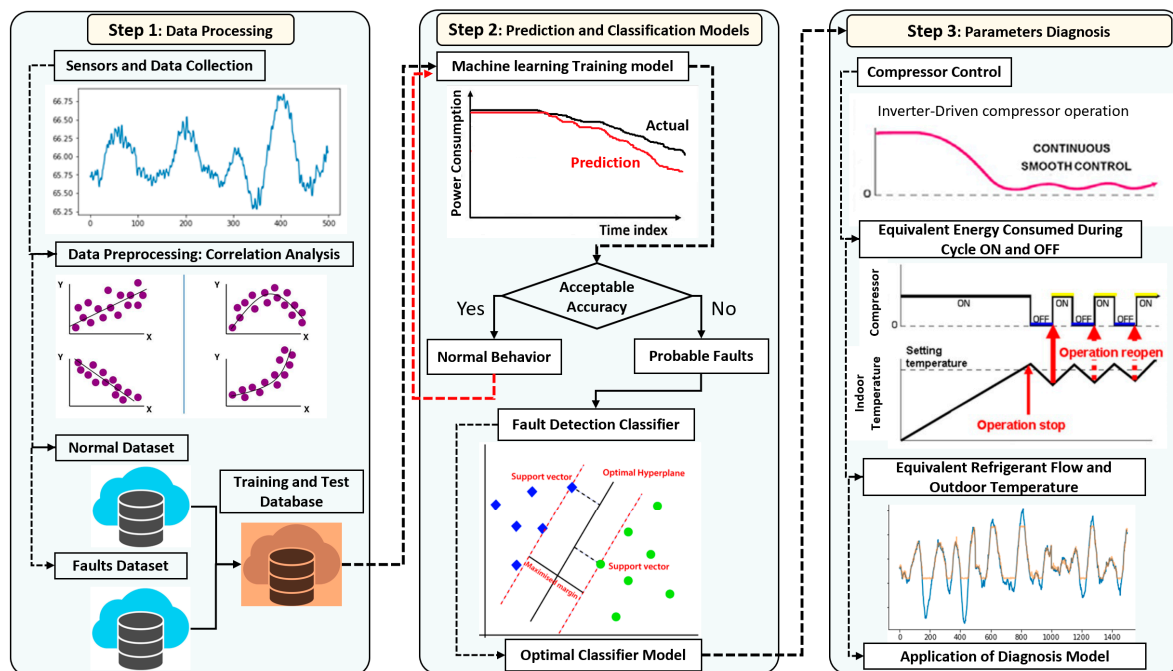 Step 1: Data Processing
Sensors and Data Collection
66.75
66.50
66.25
66.00
65.75
65.50
65.25
0
100
200
300
400
500
Data Preprocessing: Correlation Analysis
Y
X
Y
X
Y
X
Y
X
Normal Dataset
Training and Test
Database
Faults Dataset
Step 2: Prediction and Classification Models
Machine learning Training model
Power Consumption
Actual
Prediction
Time index
Acceptable
Accuracy
Yes
No
Normal Behavior
Probable Faults
Fault Detection Classifier
Support vector
Optimal Hyperplane
Maximised margin
Support vector
Optimal Classifier Model
Step 3: Parameters Diagnosis
Compressor Control
Inverter-Driven compressor operation
CONTINUOUS
SMOOTH CONTROL
0
Equivalent Energy Consumed During
Cycle ON and OFF
Compressor
0
ON
ON
ON
ON
OFF
OFF
OFF
Setting
temperature
Operation reopen
Indoor
Temperature
Operation stop
Equivalent Refrigerant Flow and
Outdoor Temperature
0
200
400
600
800
1000
1200
1400
Application of Diagnosis Model